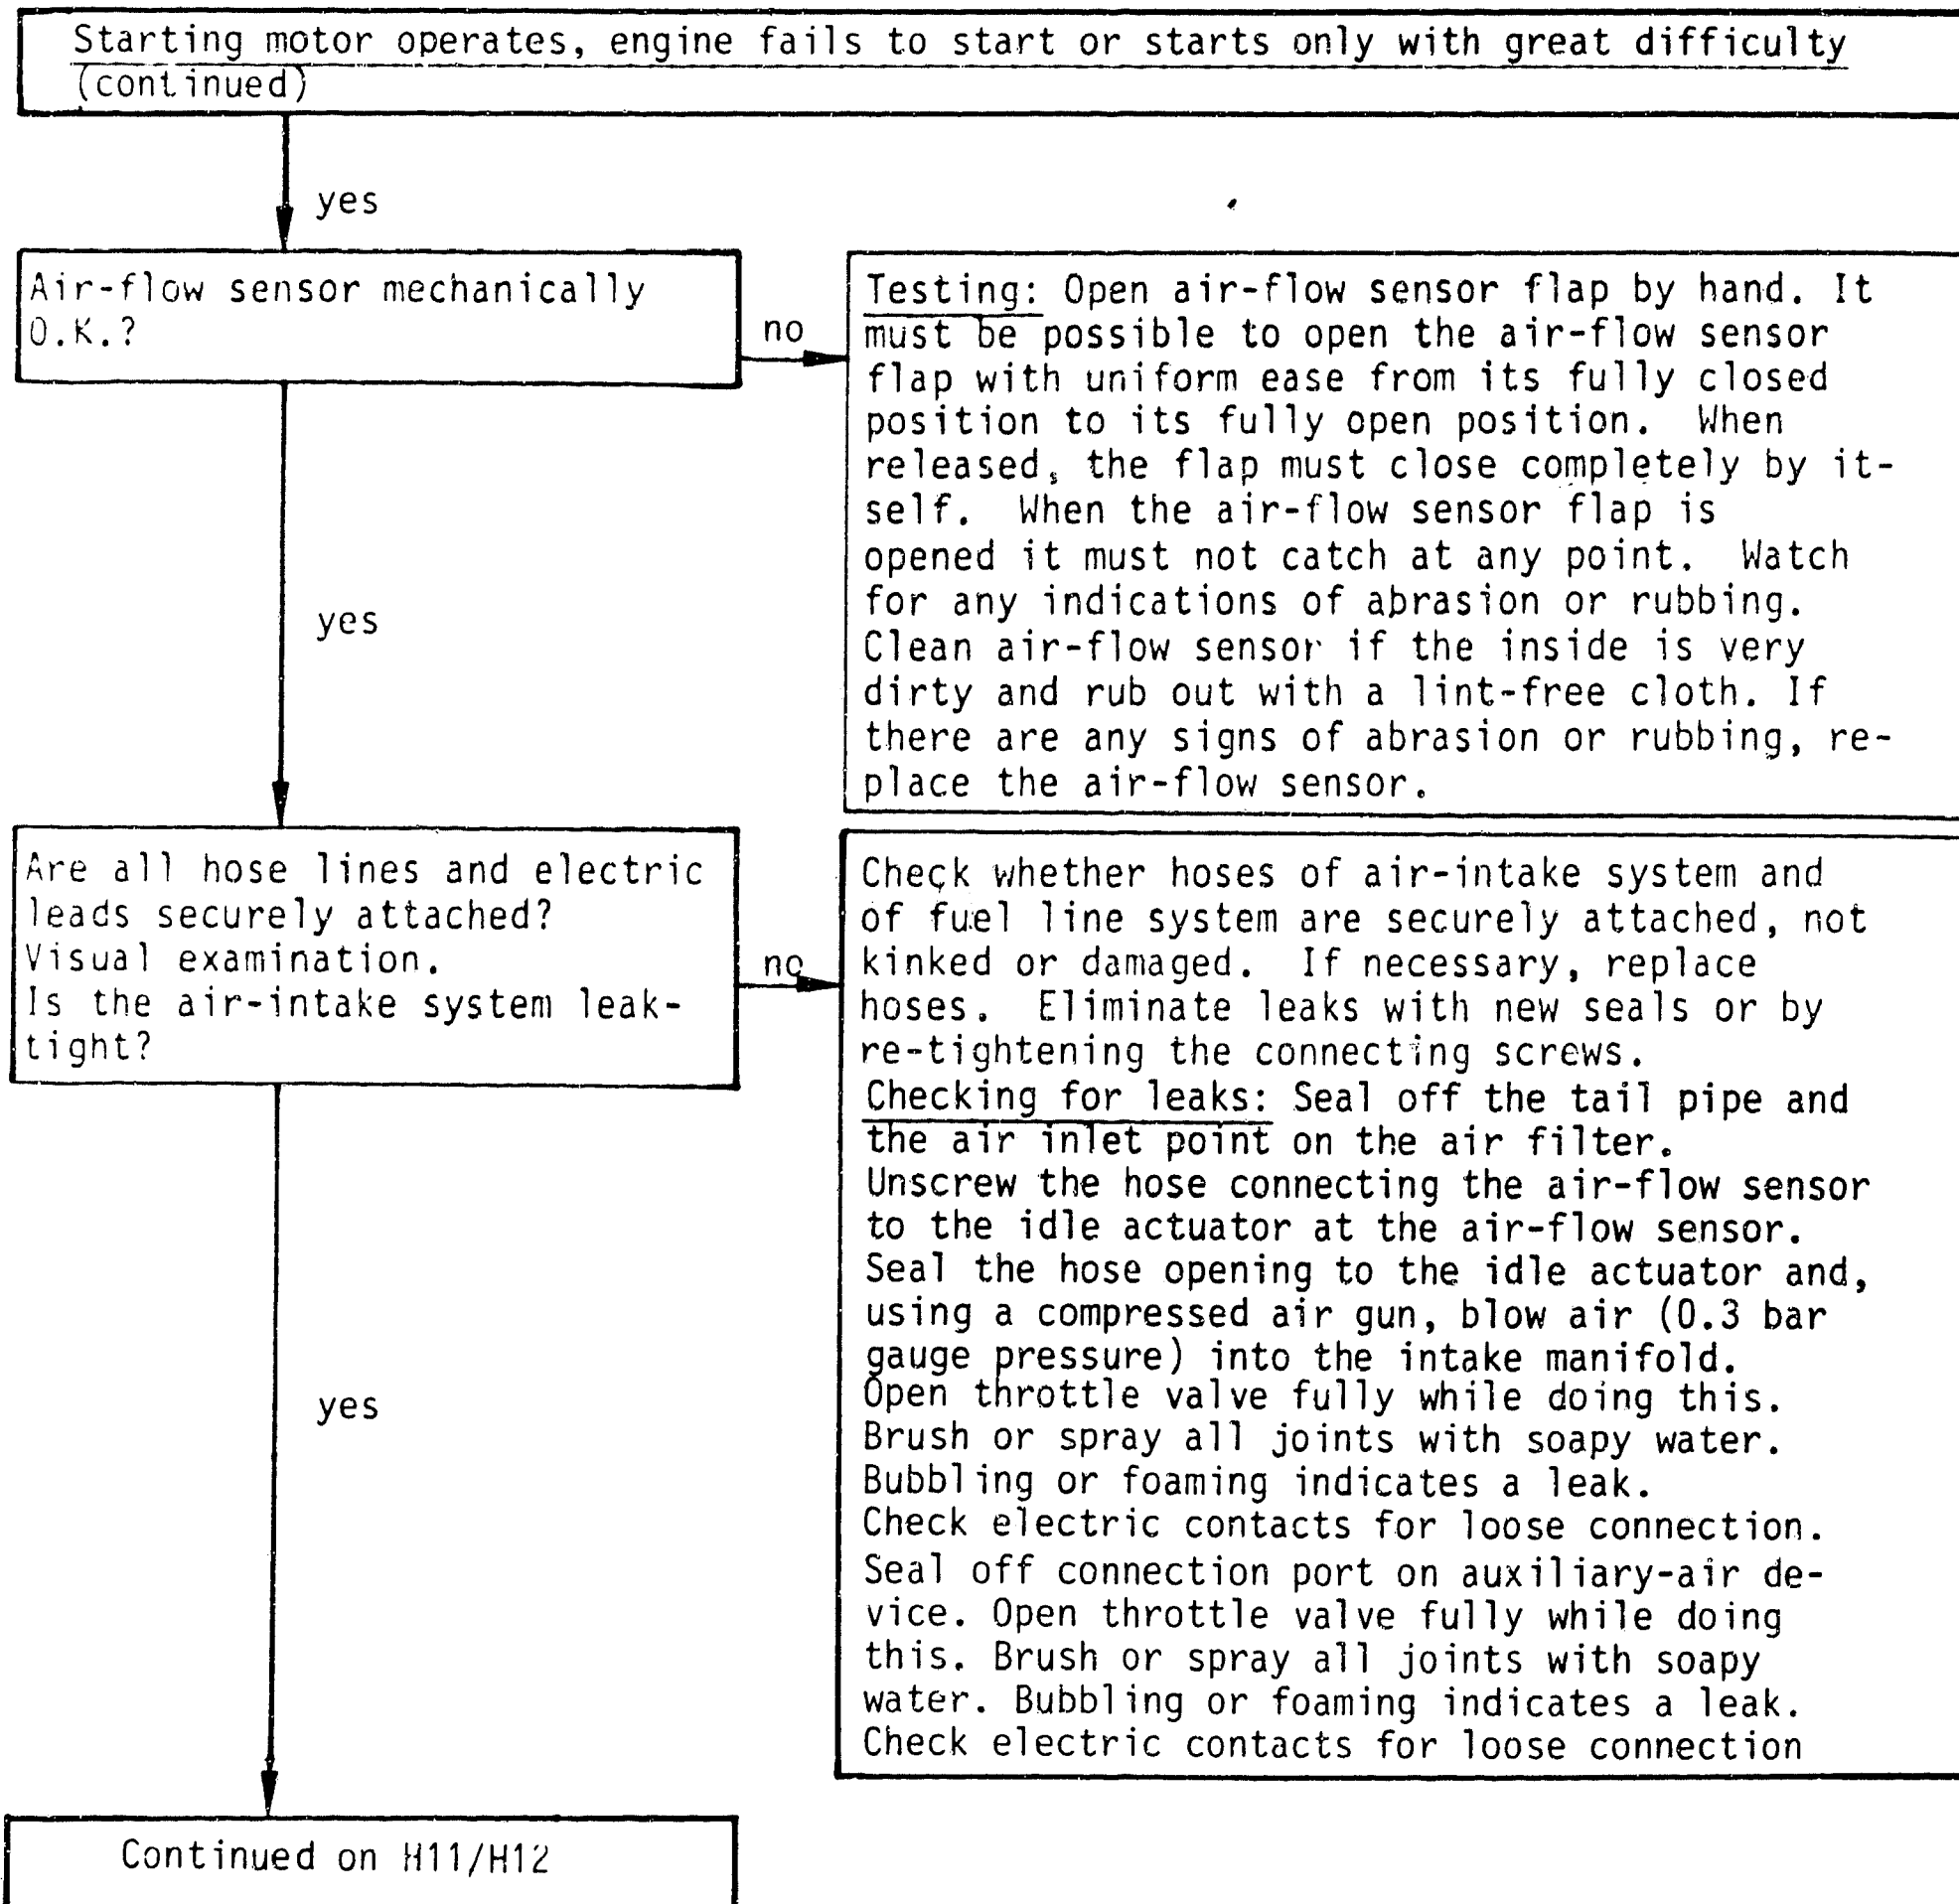 Starting motor operates, engine fails to start or starts only with great difficulty
(continued)
yes
Air-flow sensor mechanically
O.K.?
no
Testing: Open air-flow sensor flap by hand. It
must be possible to open the air-flow sensor
flap with uniform ease from its fully closed
position to its fully open position. When
released, the flap must close completely by it-
self. When the air-flow sensor flap is
opened it must not catch at any point. Watch
for any indications of abrasion or rubbing.
Clean air-flow sensor if the inside is very
dirty and rub out with a lint-free cloth. If
there are any signs of abrasion or rubbing, re-
place the air-flow sensor.
yes
Are all hose lines and electric
leads securely attached?
Visual examination.
Is the air-intake system leak-
tight?
no
Check whether hoses of air-intake system and
of fuel line system are securely attached, not
kinked or damaged. If necessary, replace
hoses. Eliminate leaks with new seals or by
re-tightening the connecting screws.
Checking for leaks: Seal off the tail pipe and
the air inlet point on the air filter.
Unscrew the hose connecting the air-flow sensor
to the idle actuator at the air-flow sensor.
Seal the hose opening to the idle actuator and,
using a compressed air gun, blow air (0.3 bar
gauge pressure) into the intake manifold.
Open throttle valve fully while doing this.
Brush or spray all joints with soapy water.
Bubbling or foaming indicates a leak.
Check electric contacts for loose connection.
Seal off connection port on auxiliary-air de-
vice. Open throttle valve fully while doing
this. Brush or spray all joints with soapy
water. Bubbling or foaming indicates a leak.
Check electric contacts for loose connection
yes
Continued on H11/H12